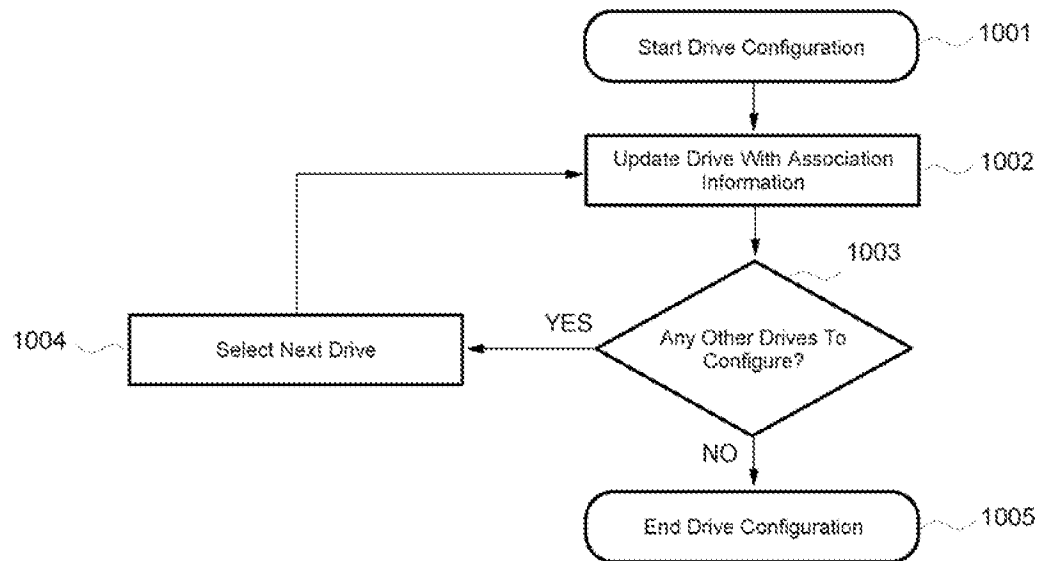 Start Drive Configuration
1001
Update Drive With Association
Information
1002
1003
Any Other Drives To
Configure?
YES
1004
Select Next Drive
NO
End Drive Configuration
1005